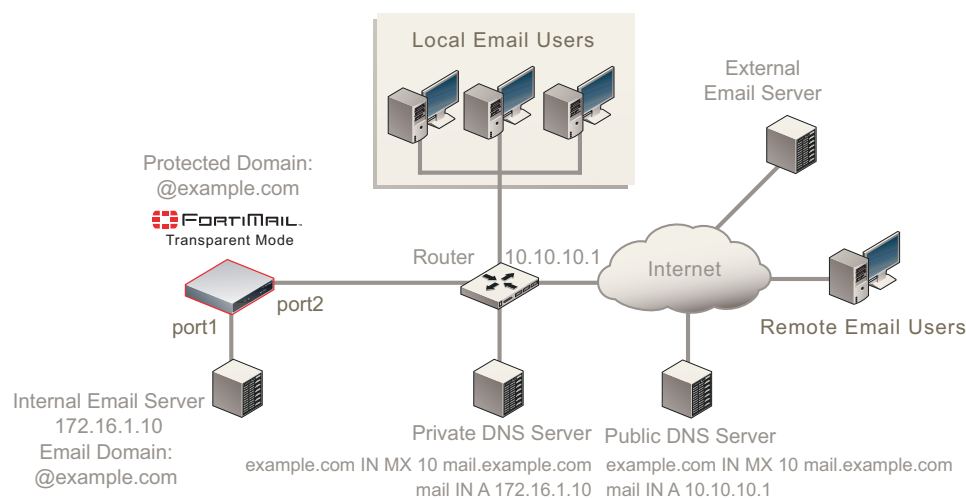 Local Email Users
External
Email Server
Protected Domain:
@example.com
FORTIMAIL
Transparent Mode
Router
10.10.10.1
Internet
port1
port2
Remote Email Users
Internal Email Server
172.16.1.10
Email Domain:
@example.com
Private DNS Server
example.com IN MX 10 mail.example.com
mail IN A 172.16.1.10
Public DNS Server
example.com IN MX 10 mail.example.com
mail IN A 10.10.10.1